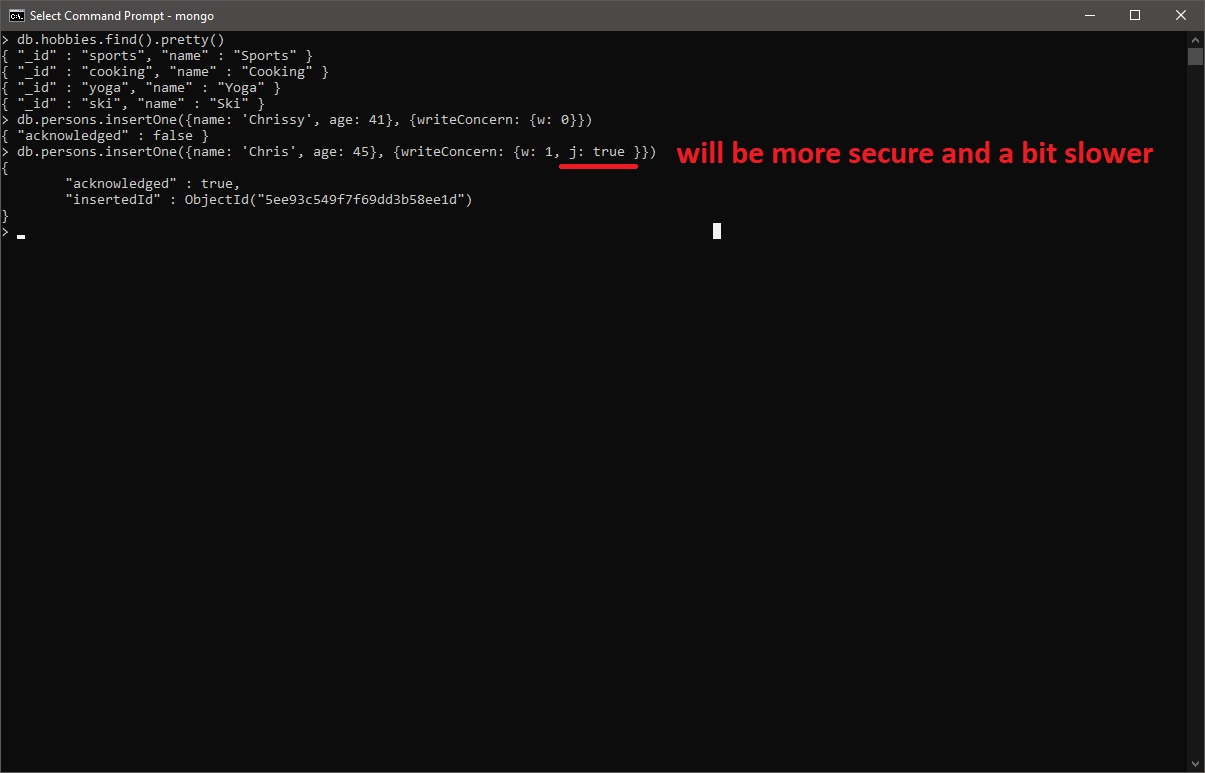 Select Command Prompt - mongo
> db.hobbies.find().pretty()
{ "_id" : "sports", "name" : "Sports" }
{ "_id" : "cooking", "name" : "Cooking" }
{ "_id" : "yoga", "name" : "Yoga" }
{ "_id" : "ski", "name" : "Ski" }
> db.persons.insertOne({name: 'Chrissy', age: 41}, {writeConcern: {w: 0}})
{ "acknowledged" : false }
> db.persons.insertOne({name: 'Chris', age: 45}, {writeConcern: {w: 1, j: true }}) will be more secure and a bit slower
{
        "acknowledged" : true,
        "insertedId" : ObjectId("5ee93c549f7f69dd3b58ee1d")
}
>